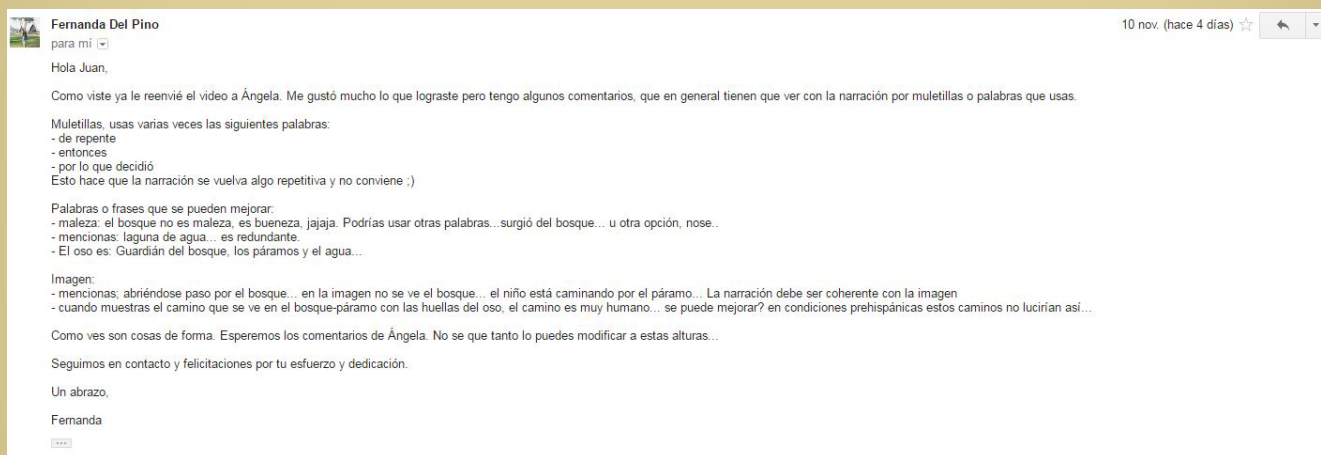 Fernanda Del Pino
10 nov. (hace 4 días)
para mí
Hola Juan,
Como viste ya le reenvié el video a Ángela. Me gustó mucho lo que lograste pero tengo algunos comentarios, que en general tienen que ver con la narración por muletillas o palabras que usas.
Muletillas, usas varias veces las siguientes palabras:
- de repente
- entonces
- por lo que decidió
Esto hace que la narración se vuelva algo repetitiva y no conviene ;)
Palabras o frases que se pueden mejorar:
- maleza: el bosque no es maleza, es bueneza, jajaja. Podrías usar otras palabras...surgió del bosque... u otra opción, nose..
- mencionas: laguna de agua... es redundante.
- El oso es: Guardián del bosque, los páramos y el agua...
Imagen:
- mencionas; abriéndose paso por el bosque... en la imagen no se ve el bosque... el niño está caminando por el páramo... La narración debe ser coherente con la imagen
- cuando muestras el camino que se ve en el bosque-páramo con las huellas del oso, el camino es muy humano... se puede mejorar? en condiciones prehispánicas estos caminos no lucirían así...
Como ves son cosas de forma. Esperemos los comentarios de Ángela. No se que tanto lo puedes modificar a estas alturas...
Seguimos en contacto y felicitaciones por tu esfuerzo y dedicación.
Un abrazo,
Fernanda